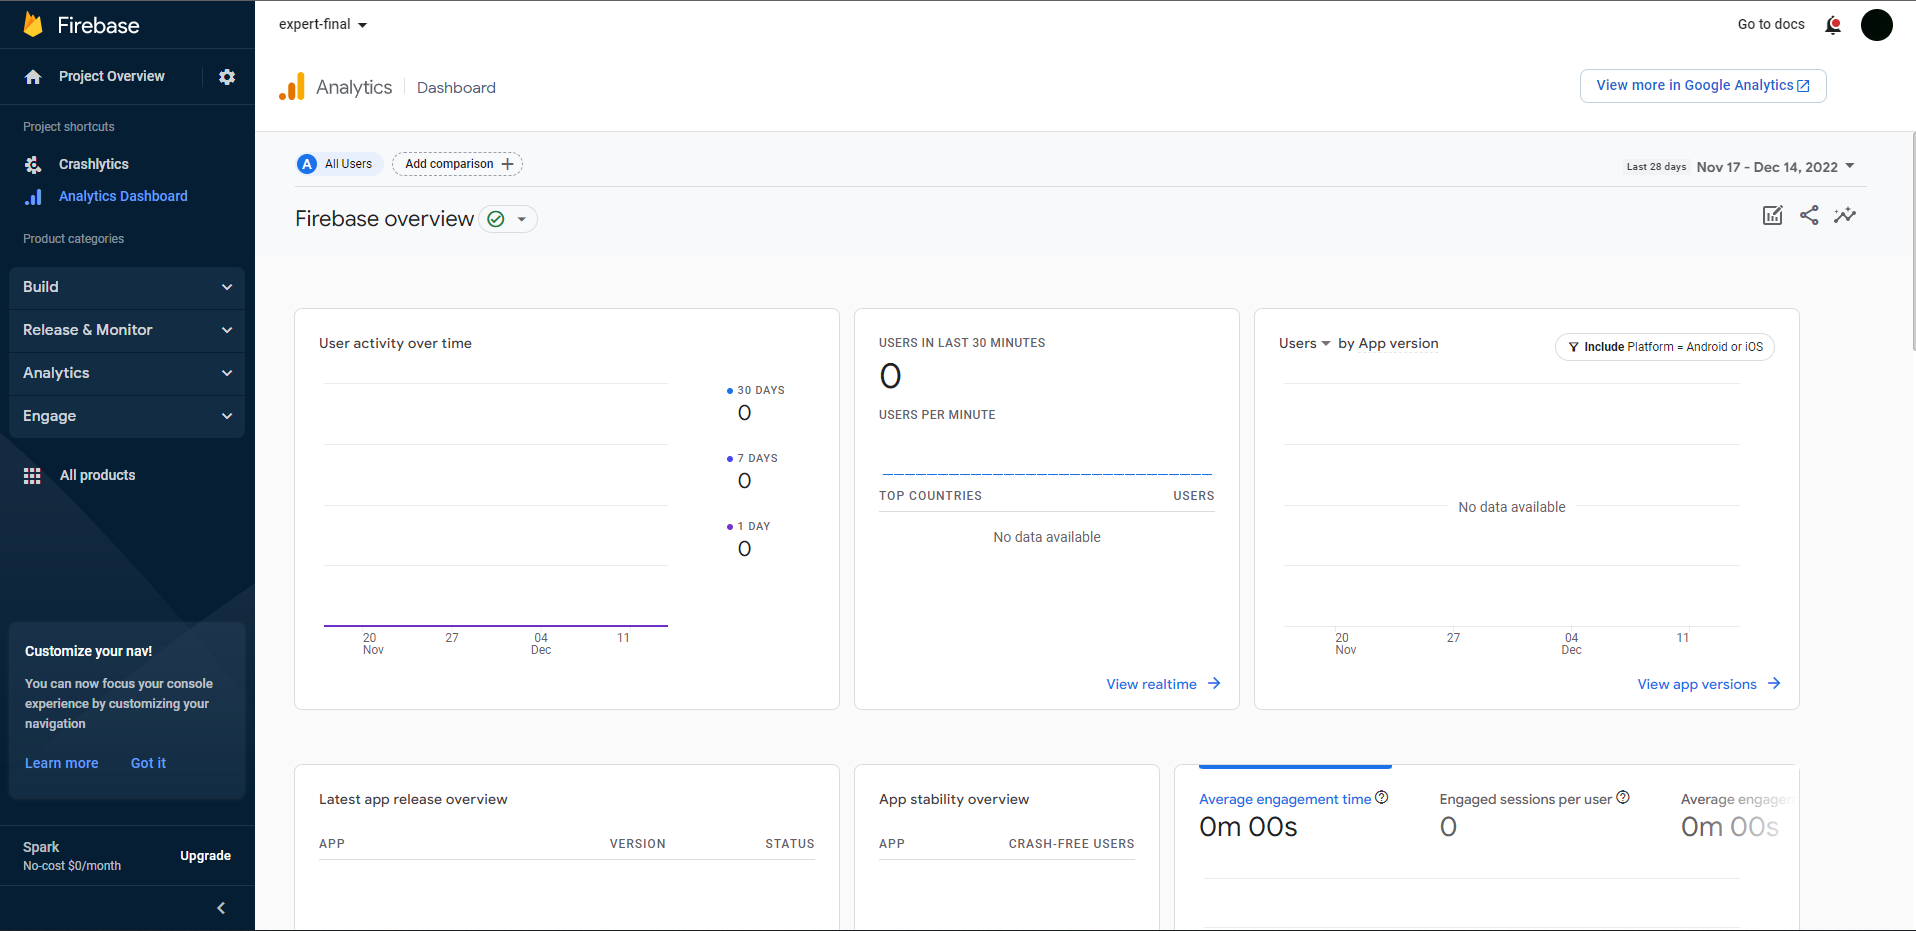 Firebase
expert-final
Go to docs
Project Overview
Analytics
Dashboard
View more in Google Analytics
Project shortcuts
Crashlytics
Analytics Dashboard
Product categories
Build
Release & Monitor
Analytics
Engage
All products
Customize your nav!
You can now focus your console
experience by customizing your
navigation
Learn more
Got it
Spark
No-cost $0/month
Upgrade
A
All Users
Add comparison
Last 28 days
Nov 17 - Dec 14, 2022
Firebase overview
User activity over time
30 DAYS
0
7 DAYS
0
1 DAY
0
20
Nov
27
04
Dec
11
USERS IN LAST 30 MINUTES
0
USERS PER MINUTE
TOP COUNTRIES
USERS
No data available
View realtime
Users by App version
Include Platform = Android or iOS
No data available
20
Nov
27
04
Dec
11
View app versions
Latest app release overview
APP
VERSION
STATUS
App stability overview
APP
CRASH-FREE USERS
Average engagement time
0m 00s
Engaged sessions per user
0
Average engagem
0m 00s